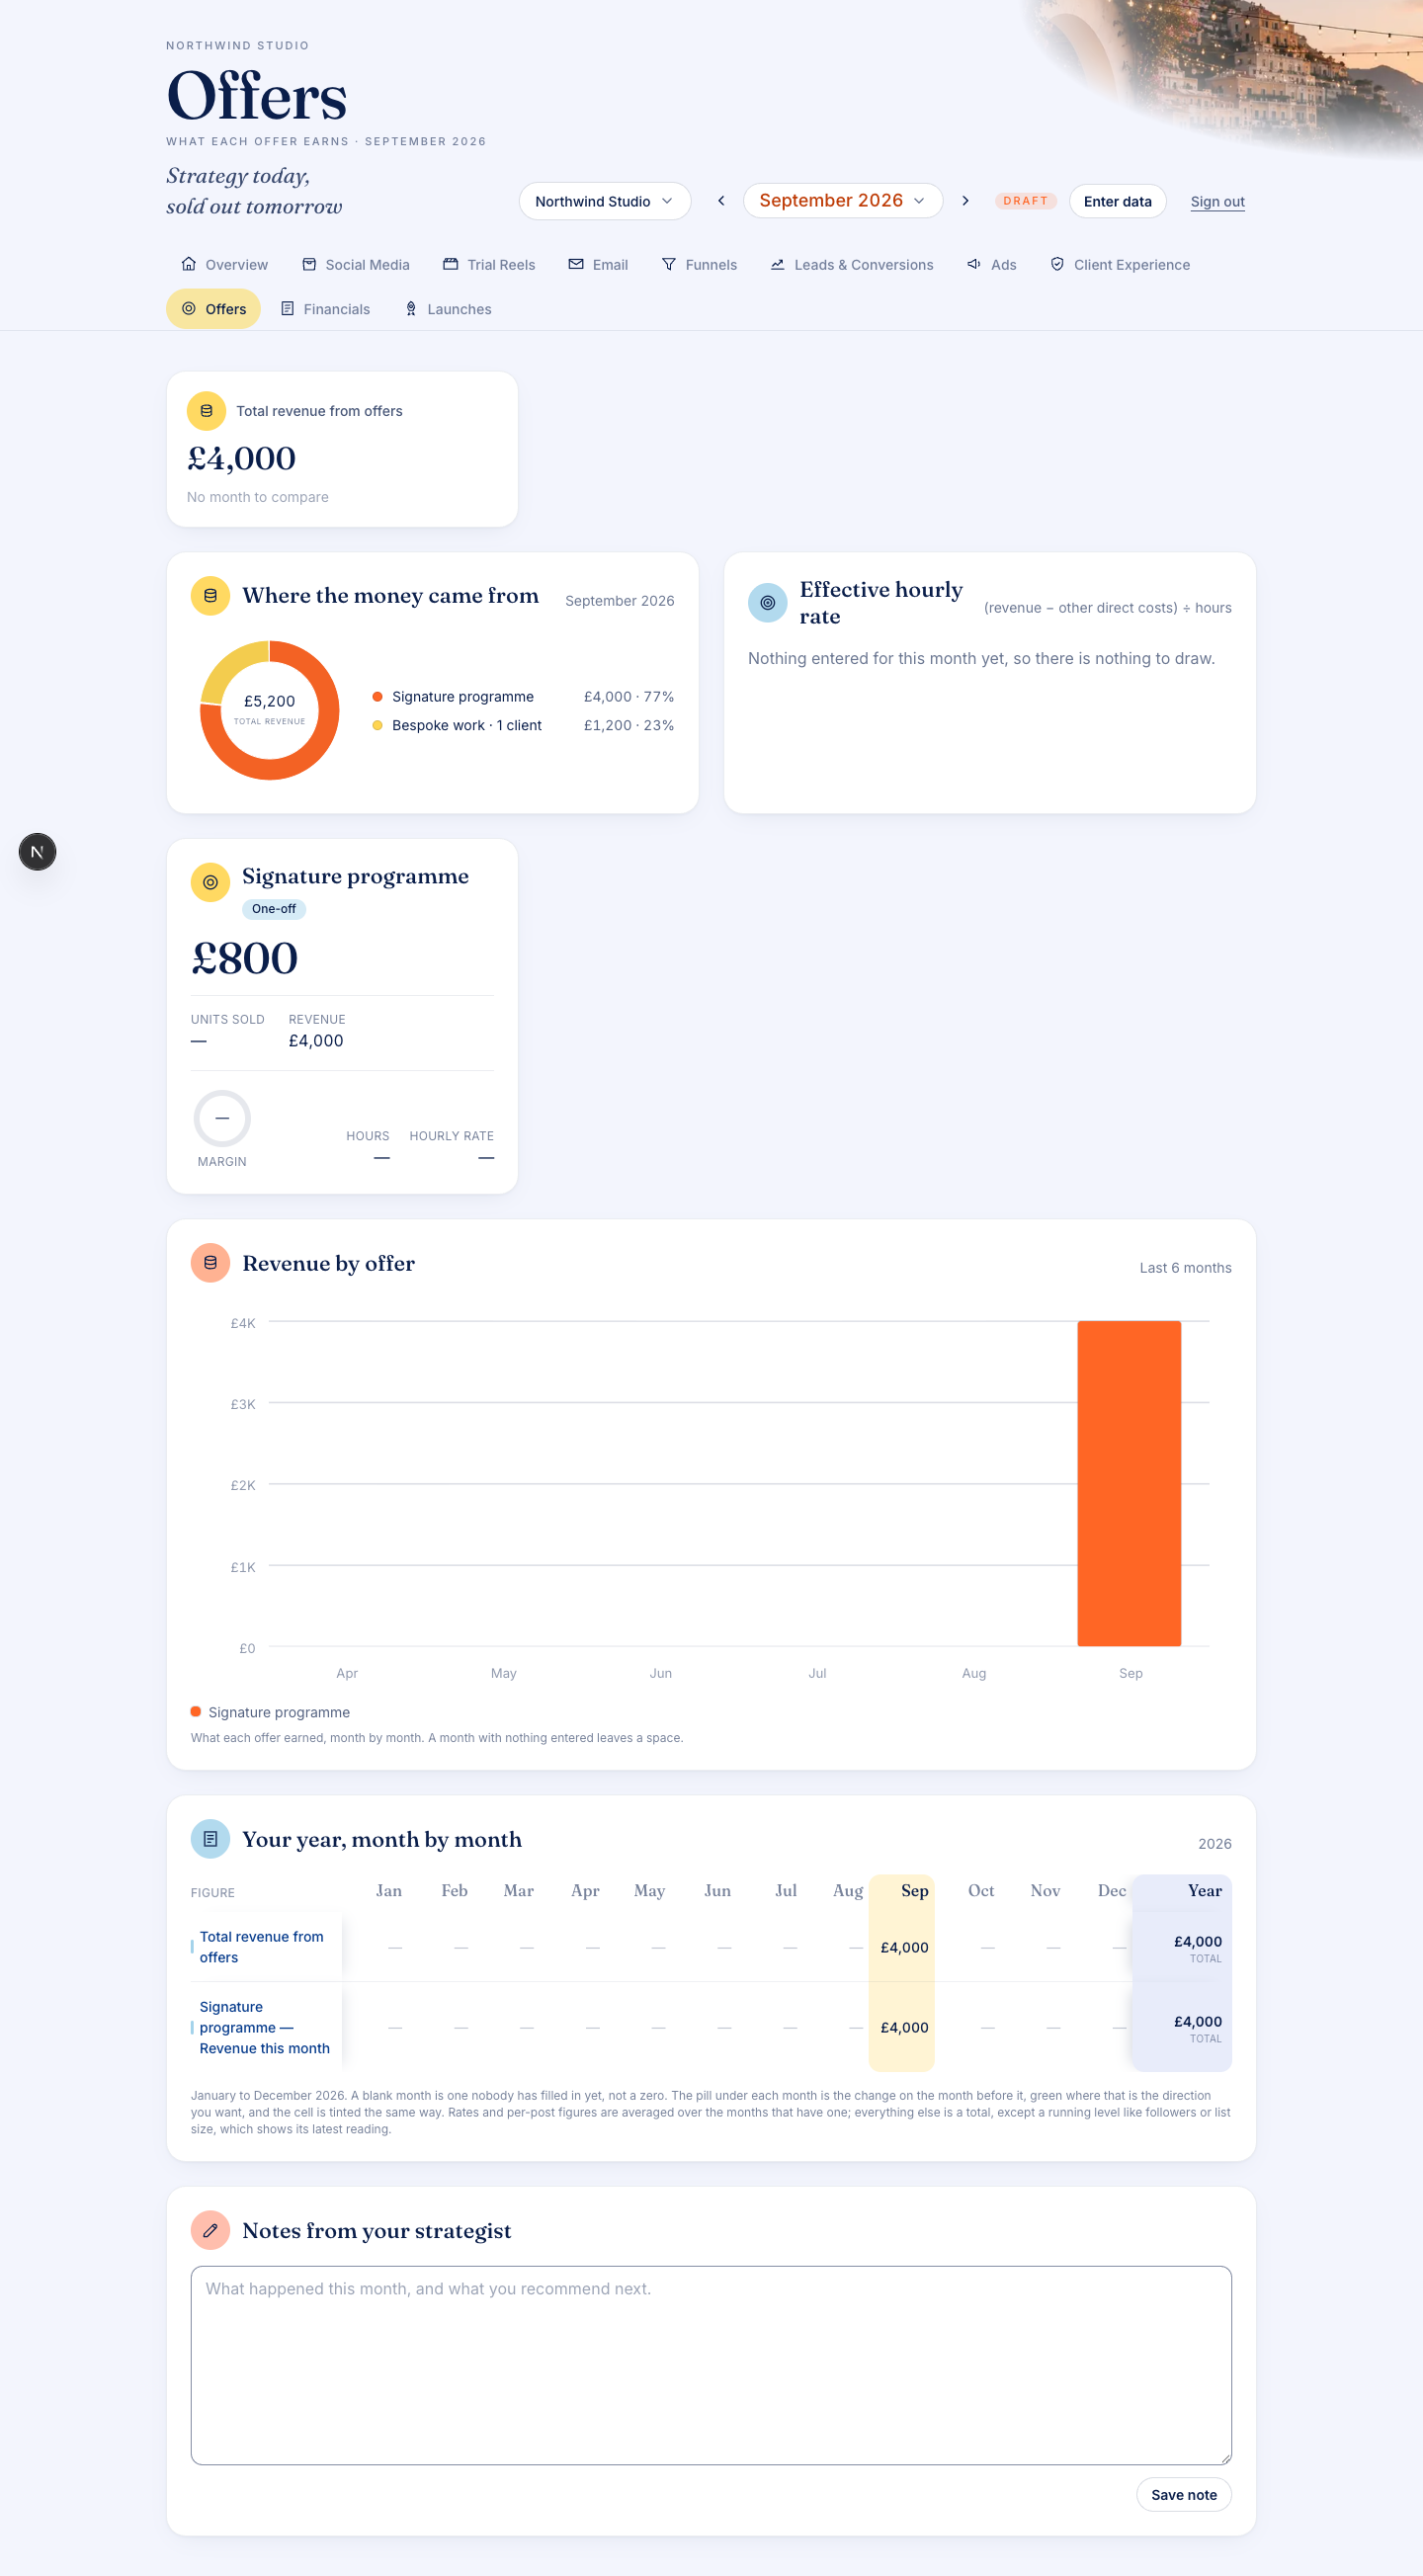 NORTHWIND STUDIO
Offers
WHAT EACH OFFER EARNS · SEPTEMBER 2026
Strategy today,
sold out tomorrow
Northwind Studio
September 2026
DRAFT
Enter data
Sign out
Overview
Social Media
Trial Reels
Email
Funnels
Leads & Conversions
Ads
Client Experience
Offers
Financials
Launches
Total revenue from offers
£4,000
No month to compare
Where the money came from
September 2026
£5,200
TOTAL REVENUE
Signature programme £4,000 · 77%
Bespoke work · 1 client £1,200 · 23%
Effective hourly
rate
(revenue − other direct costs) ÷ hours
Nothing entered for this month yet, so there is nothing to draw.
N
Signature programme
One-off
£800
UNITS SOLD REVENUE
— £4,000
—
MARGIN
HOURS HOURLY RATE
— —
Revenue by offer
Last 6 months
£4K
£3K
£2K
£1K
£0
Apr May Jun Jul Aug Sep
Signature programme
What each offer earned, month by month. A month with nothing entered leaves a space.
Your year, month by month
2026
FIGURE Jan Feb Mar Apr May Jun Jul Aug Sep Oct Nov Dec Year
Total revenue from
offers
— — — — — — — — £4,000 — — — £4,000
TOTAL
Signature
programme —
Revenue this month
— — — — — — — — £4,000 — — — £4,000
TOTAL
January to December 2026. A blank month is one nobody has filled in yet, not a zero. The pill under each month is the change on the month before it, green where that is the direction
you want, and the cell is tinted the same way. Rates and per-post figures are averaged over the months that have one; everything else is a total, except a running level like followers or list
size, which shows its latest reading.
Notes from your strategist
What happened this month, and what you recommend next.
Save note